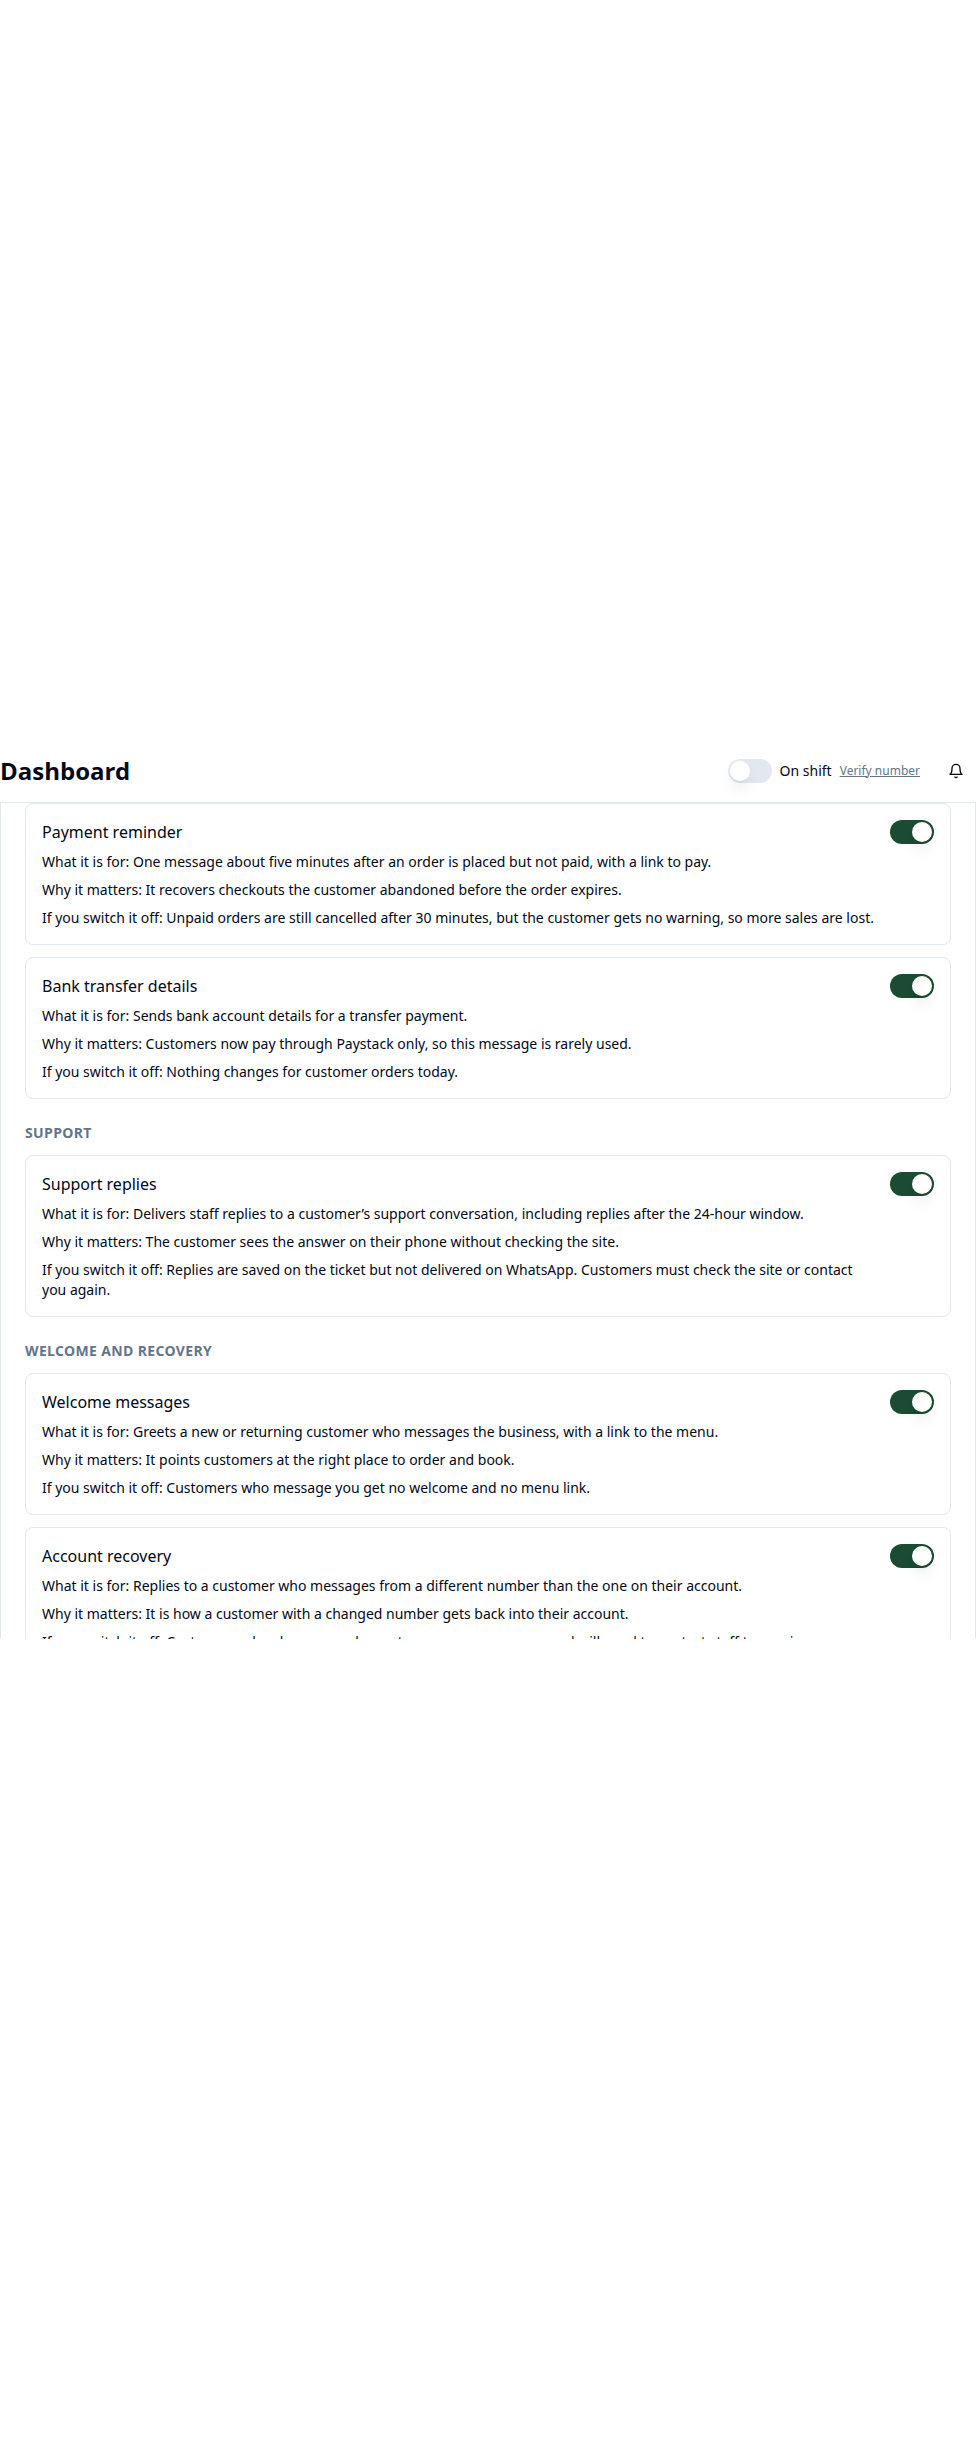 Dashboard
On shift
Verify number
Payment reminder
What it is for: One message about five minutes after an order is placed but not paid, with a link to pay.
Why it matters: It recovers checkouts the customer abandoned before the order expires.
If you switch it off: Unpaid orders are still cancelled after 30 minutes, but the customer gets no warning, so more sales are lost.
Bank transfer details
What it is for: Sends bank account details for a transfer payment.
Why it matters: Customers now pay through Paystack only, so this message is rarely used.
If you switch it off: Nothing changes for customer orders today.
SUPPORT
Support replies
What it is for: Delivers staff replies to a customer’s support conversation, including replies after the 24-hour window.
Why it matters: The customer sees the answer on their phone without checking the site.
If you switch it off: Replies are saved on the ticket but not delivered on WhatsApp. Customers must check the site or contact
you again.
WELCOME AND RECOVERY
Welcome messages
What it is for: Greets a new or returning customer who messages the business, with a link to the menu.
Why it matters: It points customers at the right place to order and book.
If you switch it off: Customers who message you get no welcome and no menu link.
Account recovery
What it is for: Replies to a customer who messages from a different number than the one on their account.
Why it matters: It is how a customer with a changed number gets back into their account.